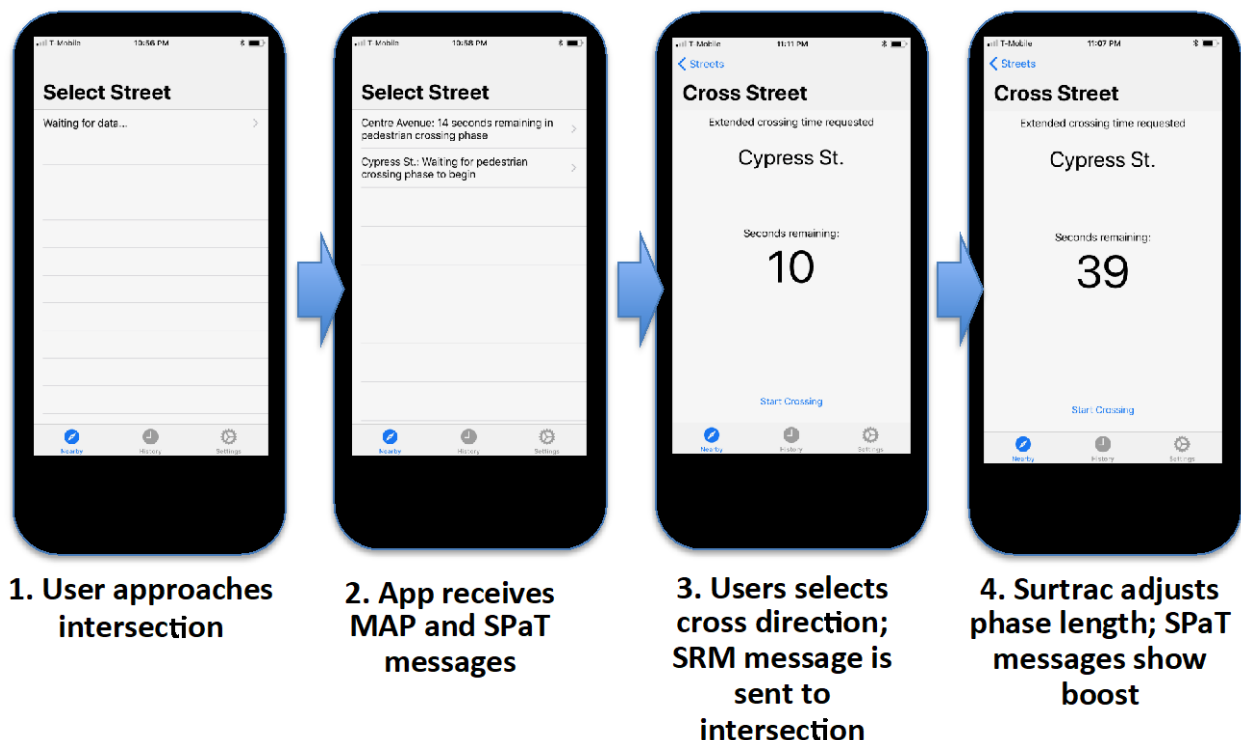 T-Mobile 10:56 PM
Select Street
Waiting for data...
Nearby History Settings
1. User approaches
intersection
T-Mobile 10:58 PM
Select Street
Centre Avenue: 14 seconds remaining in
pedestrian crossing phase
Cypress St.: Waiting for pedestrian
crossing phase to begin
Nearby History Settings
2. App receives
MAP and SPaT
messages
T-Mobile 11:11 PM
Streets
Cross Street
Extended crossing time requested
Cypress St.
Seconds remaining:
10
Start Crossing
Nearby History Settings
3. Users selects
cross direction;
SRM message is
sent to
intersection
T-Mobile 11:07 PM
Streets
Cross Street
Extended crossing time requested
Cypress St.
Seconds remaining:
39
Start Crossing
Nearby History Settings
4. Surtrac adjusts
phase length; SPaT
messages show
boost